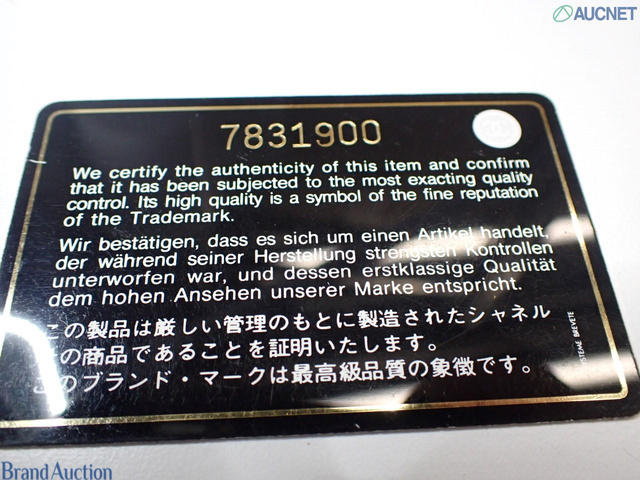 AUCNET
7831900
We certify the authenticity of this item and confirm
that it has been subjected to the most exacting quality
control. Its high quality is a symbol of the fine reputation
of the Trademark.
Wir bestätigen, dass es sich um einen Artikel handelt,
der während seiner Herstellung strengsten Kontrollen
unterworfen war, und dessen erstklassige Qualität
dem hohen Ansehen unserer Marke entspricht.
この製品は厳しい管理のもとに製造されたシャネル
の商品であることを証明いたします。
このブランド・マークは最高級品質の象徴です。
SYSTEME BREVETE
Brand Auction